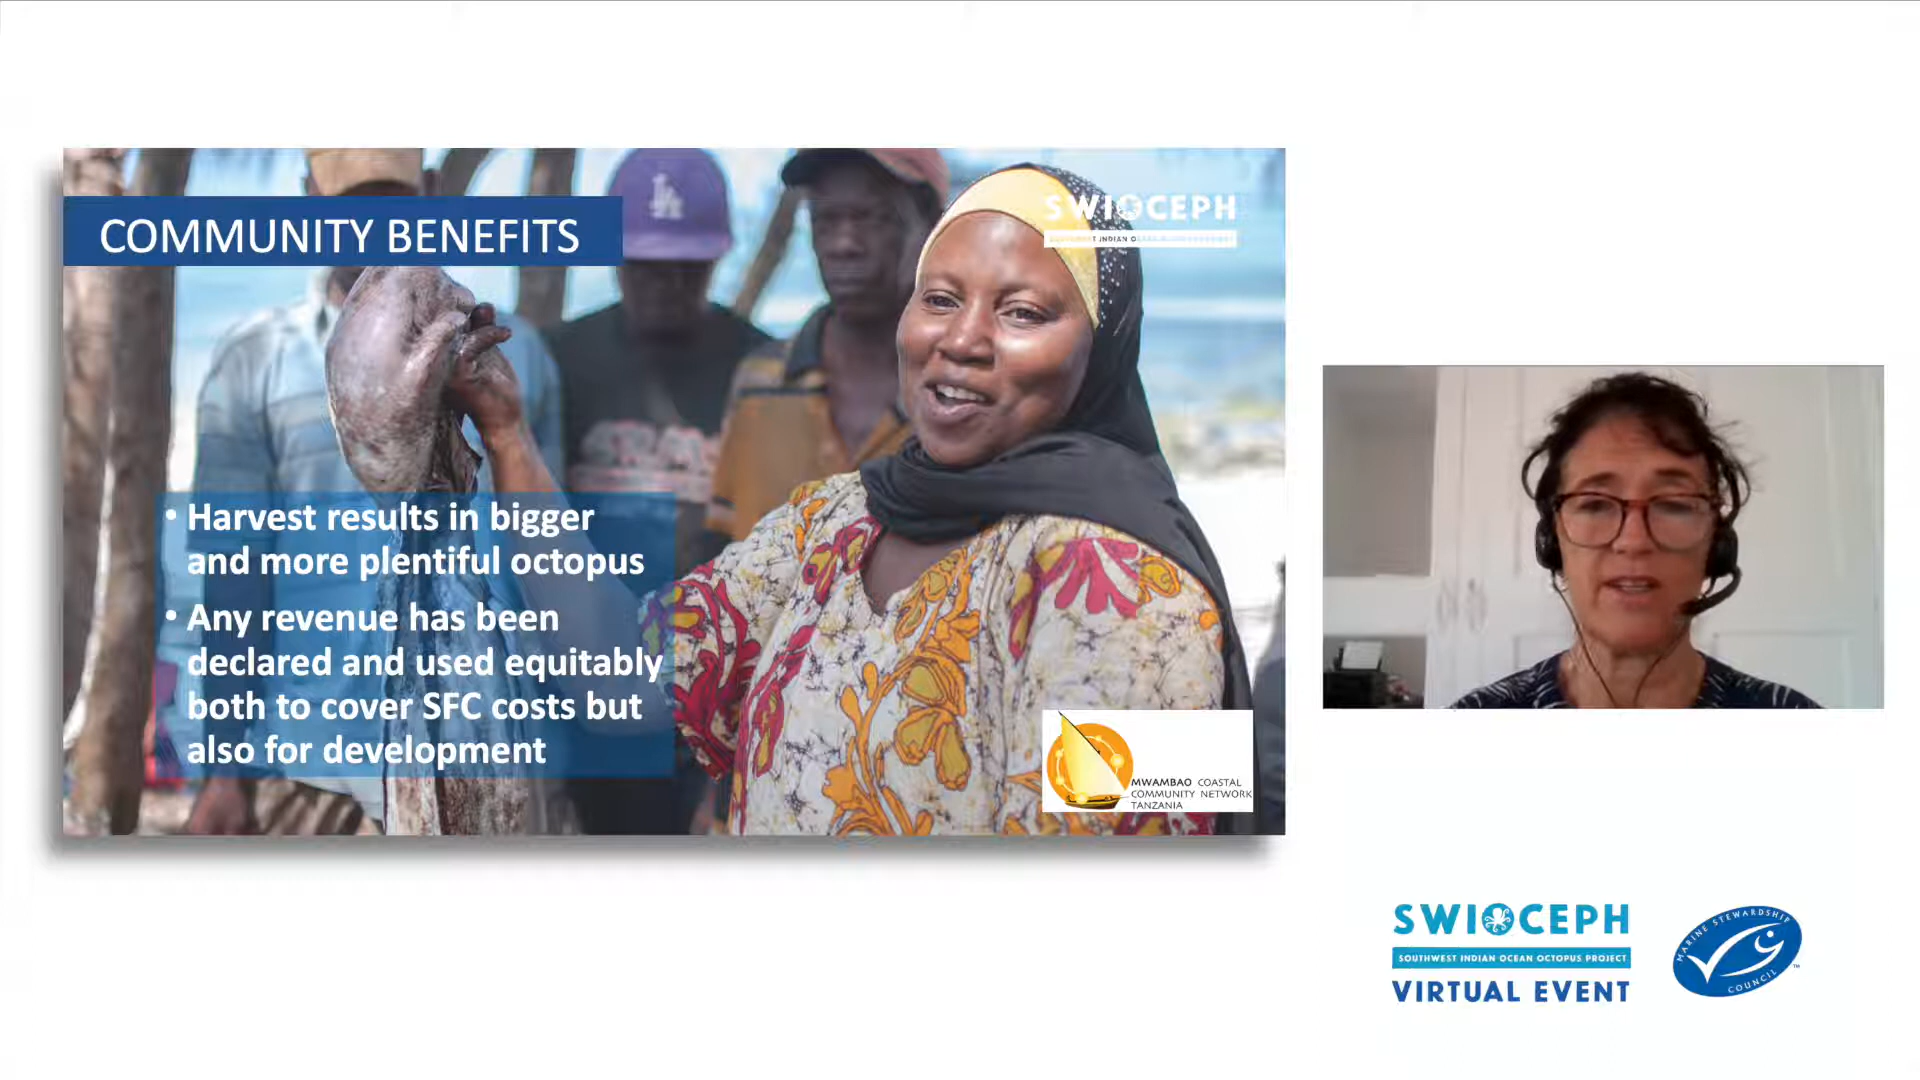 COMMUNITY BENEFITS
SWIOCEPH
• Harvest results in bigger
and more plentiful octopus
• Any revenue has been
declared and used equitably
both to cover SFC costs but
also for development
MWAMBAO COASTAL
COMMUNITY NETWORK
TANZANIA
SWIOCEPH
SOUTHWEST INDIAN OCEAN OCTOPUS PROJECT
VIRTUAL EVENT
MARINE STEWARDSHIP
COUNCIL
TM
LA